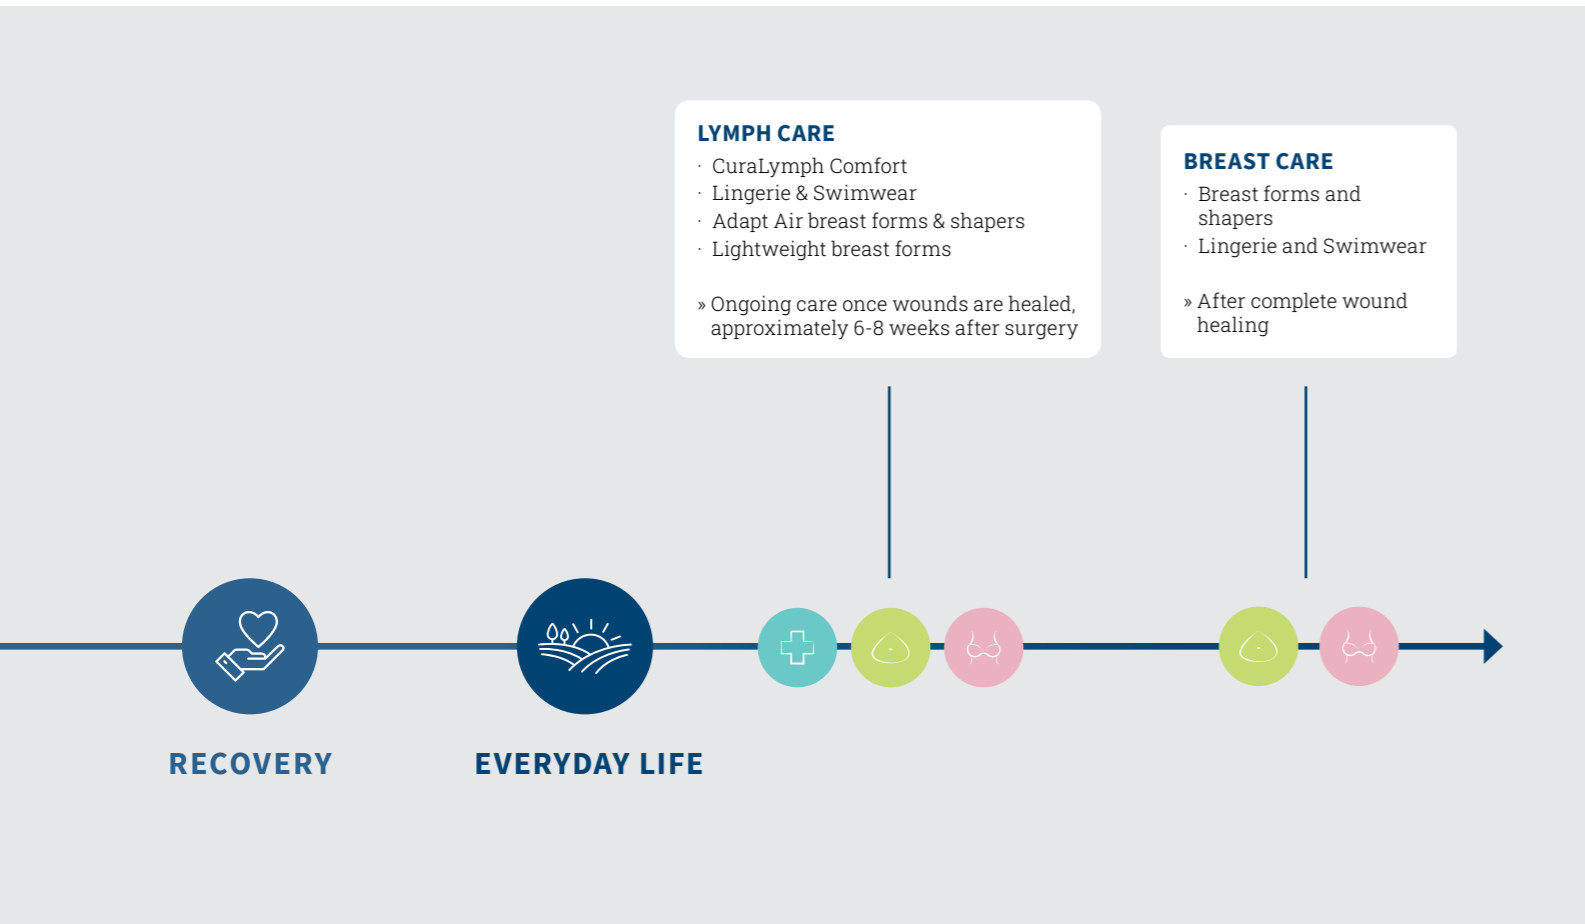 LYMPH CARE
· CuraLymph Comfort
· Lingerie & Swimwear
· Adapt Air breast forms & shapers
· Lightweight breast forms
» Ongoing care once wounds are healed,
approximately 6-8 weeks after surgery
BREAST CARE
· Breast forms and
shapers
· Lingerie and Swimwear
» After complete wound
healing
RECOVERY
EVERYDAY LIFE